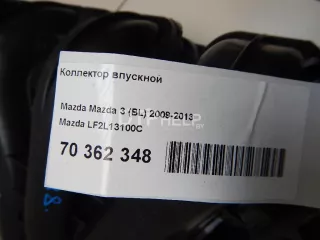 Коллектор впускной
Mazda Mazda 3 (BL) 2009-2013
Mazda LF2L13100C
70 362 348